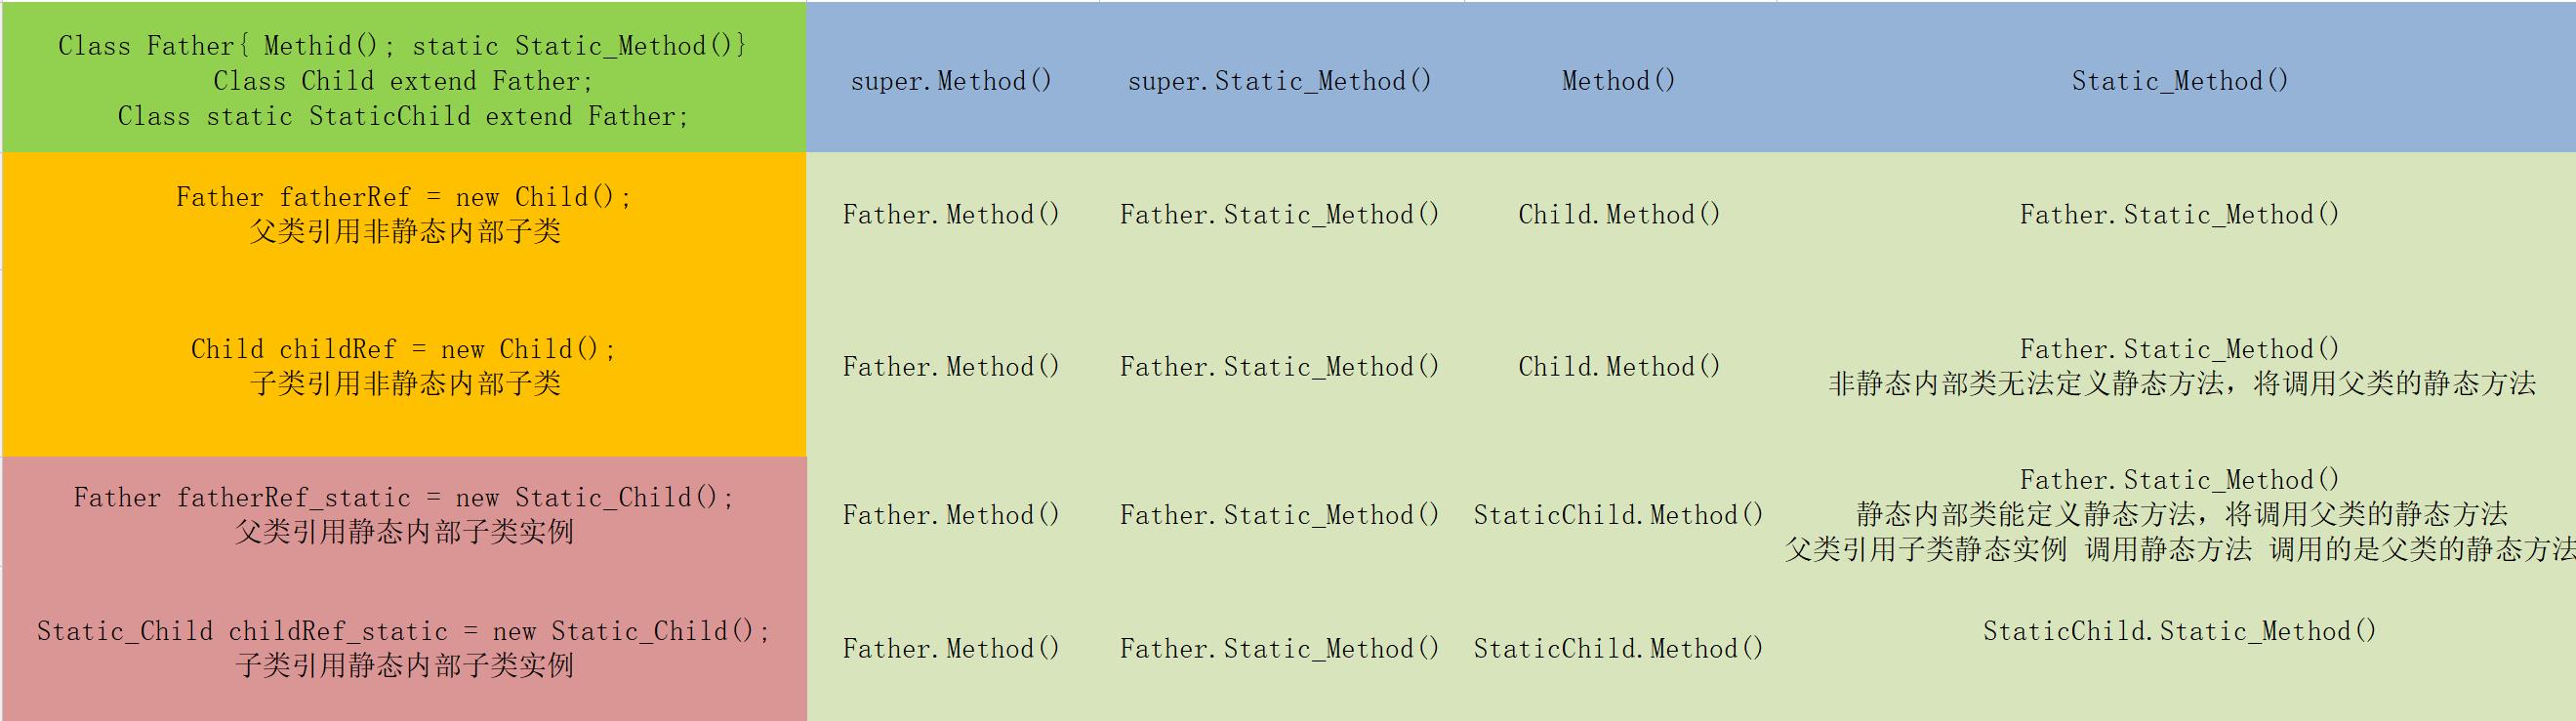 Class Father{ Methid(); static Static_Method()}
Class Child extend Father;
Class static StaticChild extend Father;
super.Method()
super.Static_Method()
Method()
Static_Method()
Father fatherRef = new Child();
父类引用非静态内部子类
Father.Method()
Father.Static_Method()
Child.Method()
Father.Static_Method()
Child childRef = new Child();
子类引用非静态内部子类
Father.Method()
Father.Static_Method()
Child.Method()
Father.Static_Method()
非静态内部类无法定义静态方法，将调用父类的静态方法
Father fatherRef_static = new Static_Child();
父类引用静态内部子类实例
Father.Method()
Father.Static_Method()
StaticChild.Method()
Father.Static_Method()
静态内部类能定义静态方法，将调用父类的静态方法
父类引用子类静态实例 调用静态方法 调用的是父类的静态方法
Static_Child childRef_static = new Static_Child();
子类引用静态内部子类实例
Father.Method()
Father.Static_Method()
StaticChild.Method()
StaticChild.Static_Method()